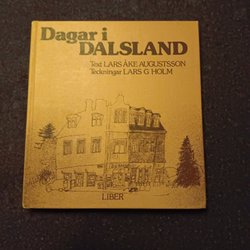 Dagar i
DALSLAND
Text LARS ÅKE AUGUSTSSON
Teckningar LARS G HOLM
LIBER